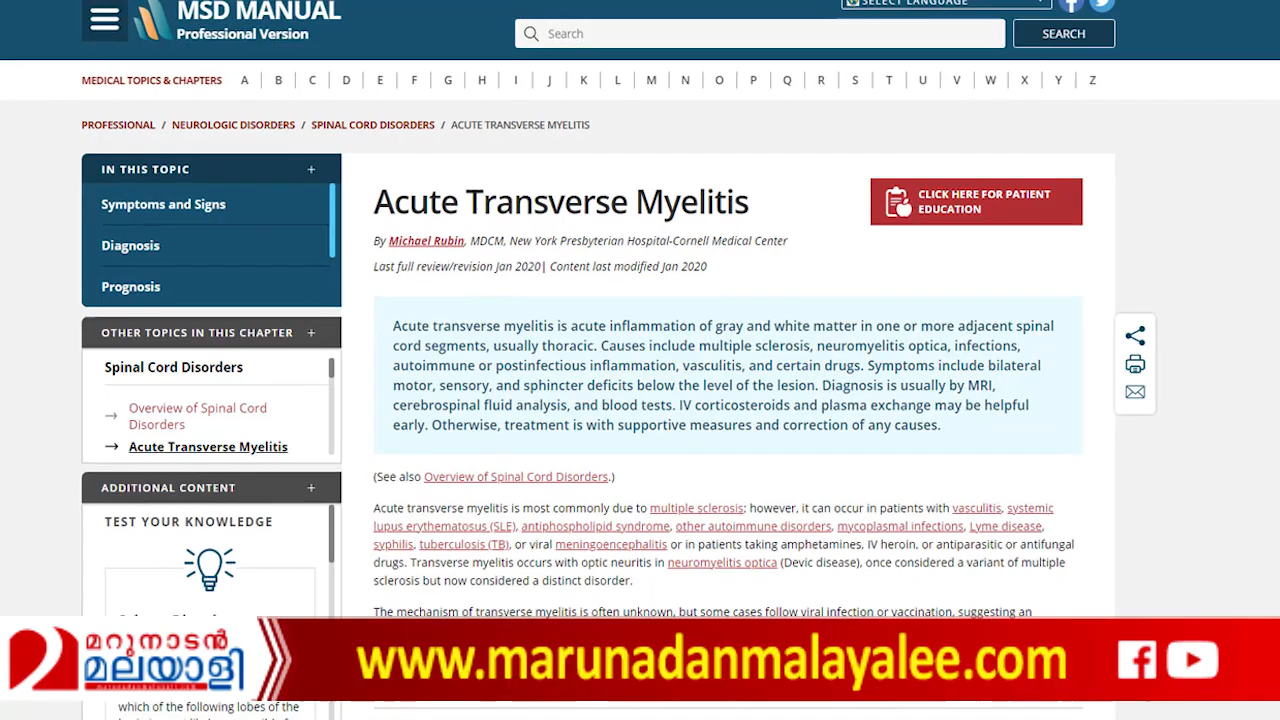 MSD MANUAL
Professional Version
SELECT LANGUAGE
Search
SEARCH
MEDICAL TOPICS & CHAPTERS A B C D E F G H I J K L M N O P Q R S T U V W X Y Z
PROFESSIONAL / NEUROLOGIC DISORDERS / SPINAL CORD DISORDERS / ACUTE TRANSVERSE MYELITIS
IN THIS TOPIC +
Symptoms and Signs
Diagnosis
Prognosis
OTHER TOPICS IN THIS CHAPTER +
Spinal Cord Disorders
→ Overview of Spinal Cord
Disorders
→ Acute Transverse Myelitis
ADDITIONAL CONTENT +
TEST YOUR KNOWLEDGE
Acute Transverse Myelitis
CLICK HERE FOR PATIENT
EDUCATION
By Michael Rubin, MDCM, New York Presbyterian Hospital-Cornell Medical Center
Last full review/revision Jan 2020| Content last modified Jan 2020
Acute transverse myelitis is acute inflammation of gray and white matter in one or more adjacent spinal
cord segments, usually thoracic. Causes include multiple sclerosis, neuromyelitis optica, infections,
autoimmune or postinfectious inflammation, vasculitis, and certain drugs. Symptoms include bilateral
motor, sensory, and sphincter deficits below the level of the lesion. Diagnosis is usually by MRI,
cerebrospinal fluid analysis, and blood tests. IV corticosteroids and plasma exchange may be helpful
early. Otherwise, treatment is with supportive measures and correction of any causes.
(See also Overview of Spinal Cord Disorders.)
Acute transverse myelitis is most commonly due to multiple sclerosis; however, it can occur in patients with vasculitis, systemic
lupus erythematosus (SLE), antiphospholipid syndrome, other autoimmune disorders, mycoplasmal infections, Lyme disease,
syphilis, tuberculosis (TB), or viral meningoencephalitis or in patients taking amphetamines, IV heroin, or antiparasitic or antifungal
drugs. Transverse myelitis occurs with optic neuritis in neuromyelitis optica (Devic disease), once considered a variant of multiple
sclerosis but now considered a distinct disorder.
The mechanism of transverse myelitis is often unknown, but some cases follow viral infection or vaccination, suggesting an
മറുനാടൻ
മലയാളി
marunadanmalayalee.com
www.marunadanmalayalee.com
which of the following lobes of the